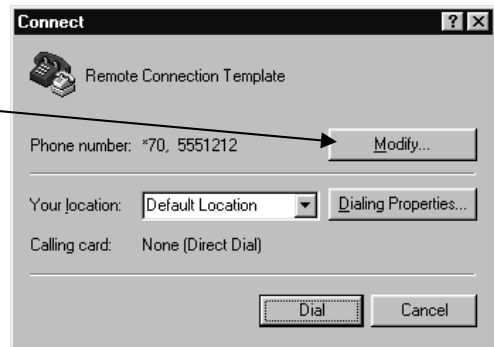 Connect
Remote Connection Template
Phone number: *70, 5551212 Modify...
Your location: Default Location Dialing Properties...
Calling card: None (Direct Dial)
Dial Cancel